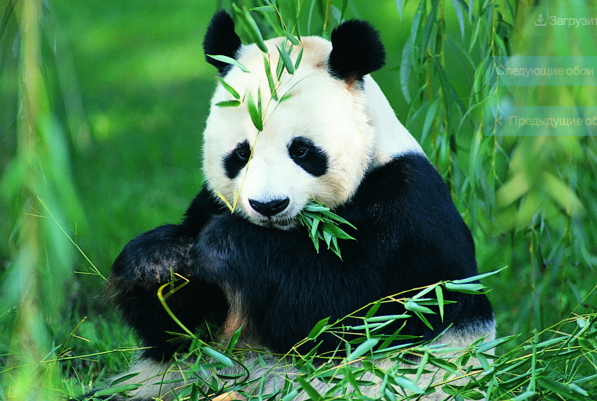 Загрузит
Следующие обои
Предыдущие об